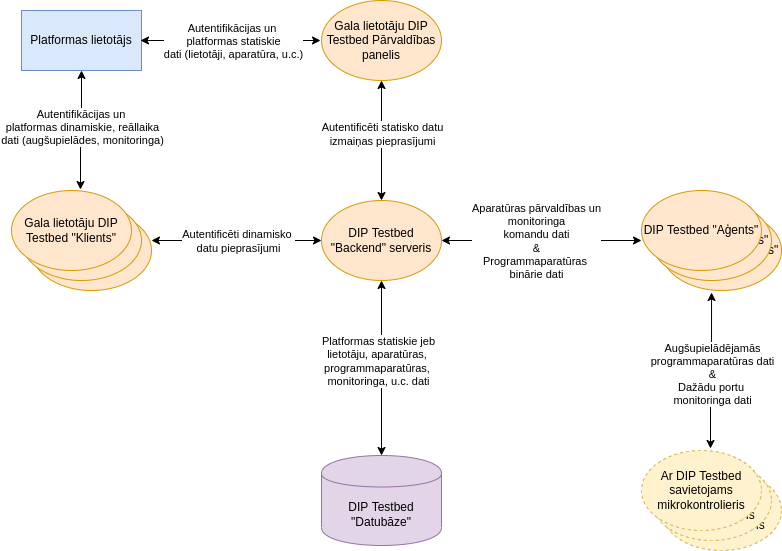 Platformas lietotājs
Autentifikācijas un
platformas statiskie
dati (lietotāji, aparatūra, u.c.)
Gala lietotāju DIP
Testbed Pārvaldības
panelis
Autentifikācijas un
platformas dinamiskie, reāllaika
dati (augšupielādes, monitoringa)
Autentificēti statisko datu
izmaiņas pieprasījumi
Gala lietotāju DIP
Testbed "Klients"
Autentificēti dinamisko
datu pieprasījumi
DIP Testbed
"Backend" serveris
Aparatūras pārvaldības un
monitoringa
komandu dati
&
Programmaparatūras
binārie dati
DIP Testbed "Aģents"
s"
s"
Platformas statiskie jeb
lietotāju, aparatūras,
programmaparatūras,
monitoringa, u.c. dati
Augšupielādējamās
programmaparatūras dati
&
Dažādu portu
monitoringa dati
DIP Testbed
"Datubāze"
Ar DIP Testbed
savietojams
mikrokontrolieris
is
is